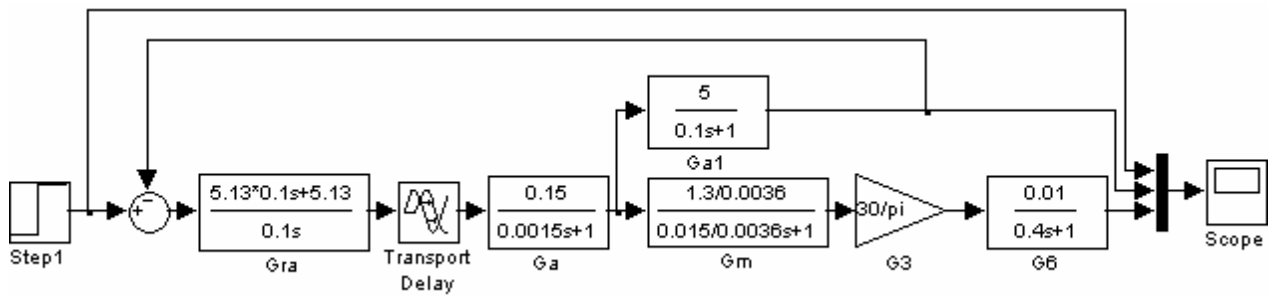 5
0.1s+1
Ga1
Step1
+
−
5.13*0.1s+5.13
0.1s
Gra
Transport
Delay
0.15
0.0015s+1
Ga
1.3/0.0036
0.015/0.0036s+1
Gm
30/pi
G3
0.01
0.4s+1
G6
Scope